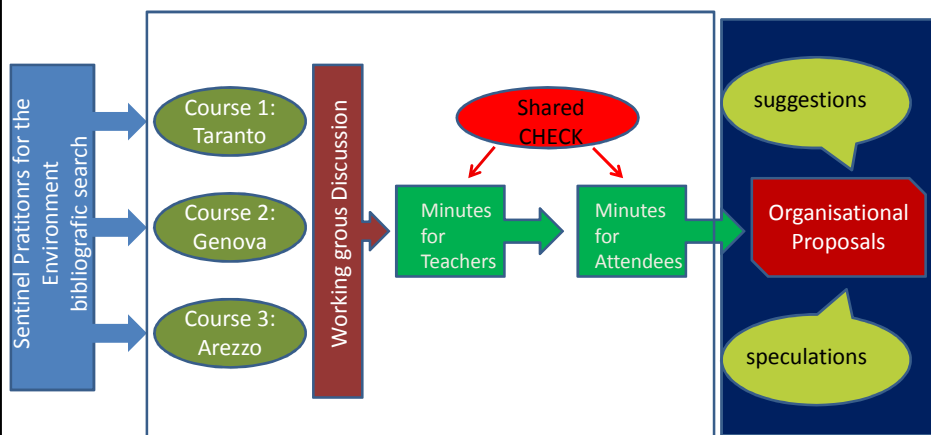 Sentinel Pratitonrs for the
Environment
bibliografic search
Course 1:
Taranto
Course 2:
Genova
Course 3:
Arezzo
Working grous Discussion
Shared
CHECK
Minutes
for
Teachers
Minutes
for
Attendees
suggestions
Organisational
Proposals
speculations